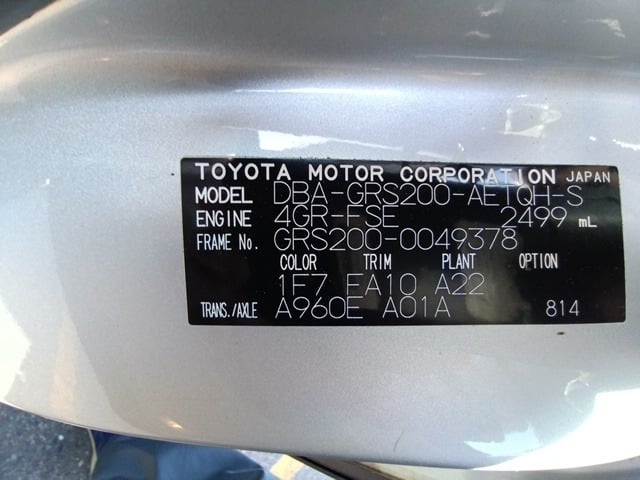 TOYOTA MOTOR CORPORATION JAPAN
MODEL DBA-GRS200-AETQH-S
ENGINE 4GR-FSE 2499 mL
FRAME No. GRS200-0049378
COLOR TRIM PLANT OPTION
1F7 FA10 A22
TRANS./AXLE A960E A01A 814